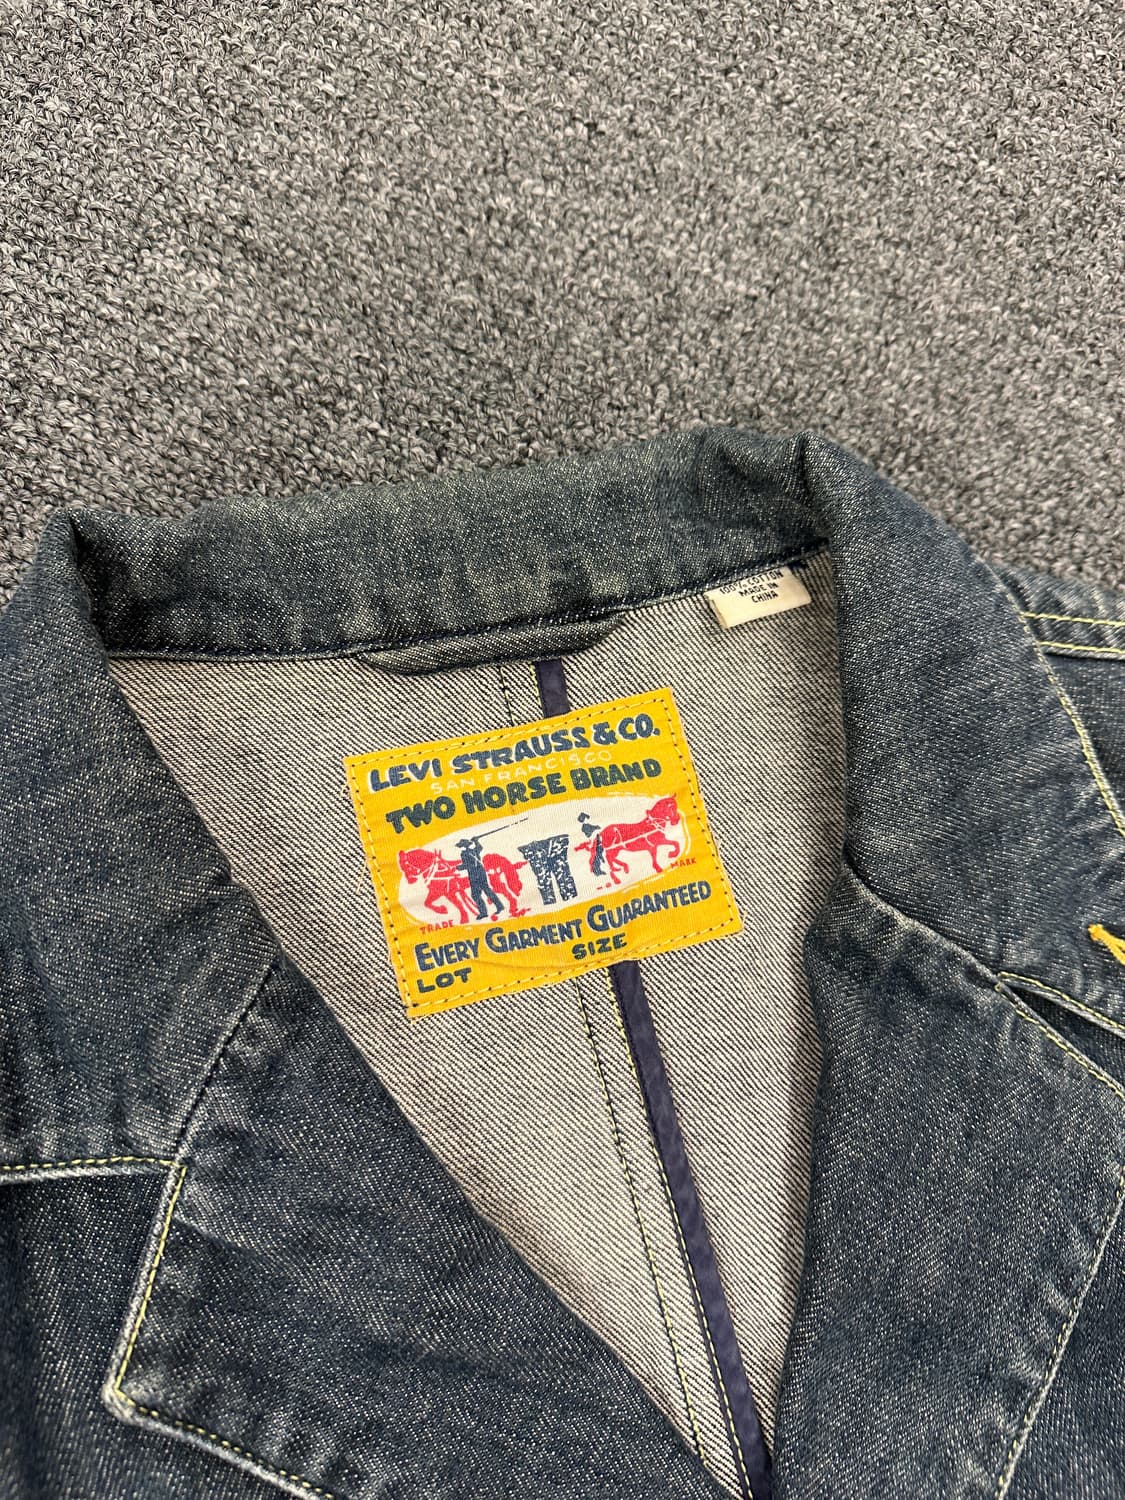 100% COTTON
MADE IN
CHINA
LEVI STRAUSS & CO.
SAN FRANCISCO
TWO HORSE BRAND
TRADE MARK
EVERY GARMENT GUARANTEED
LOT SIZE